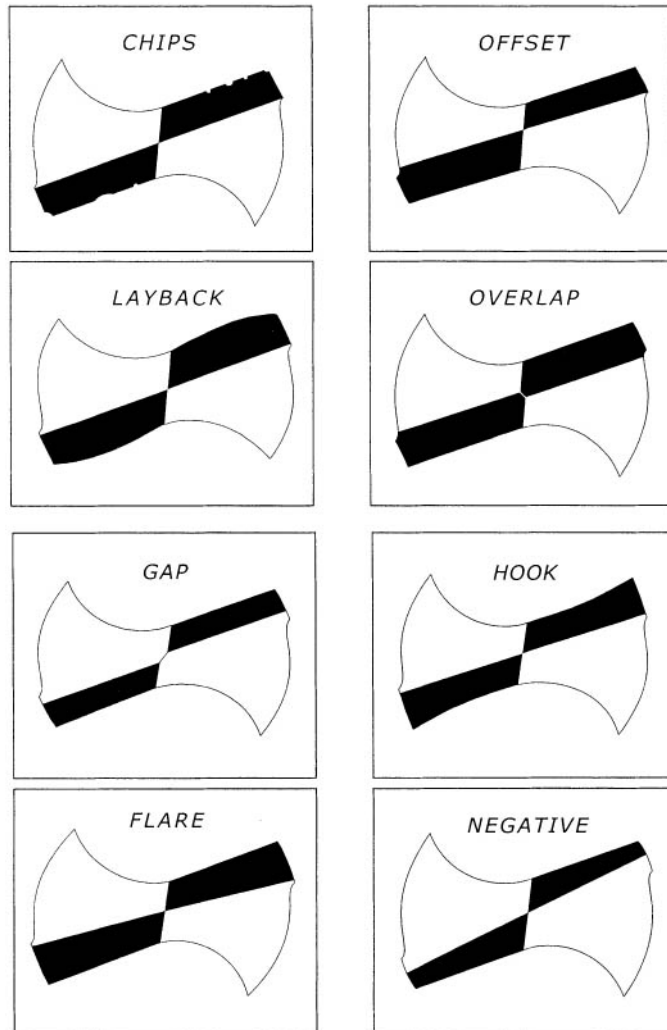 CHIPS
OFFSET
LAYBACK
OVERLAP
GAP
HOOK
FLARE
NEGATIVE